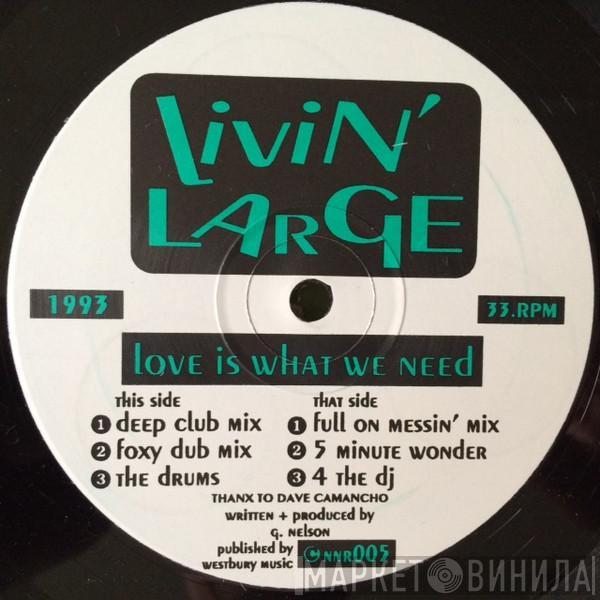 LiviN'
LARGE
1993
33.RPM
love is what we need
this side
that side
1 deep club mix
1 full on messin' mix
2 foxy dub mix
2 5 minute wonder
3 the drums
3 4 the dj
thanx to dave camancho
written + produced by
g. nelson
published by
westbury music
© NNR005
МАРКЕТ ВИНИЛА